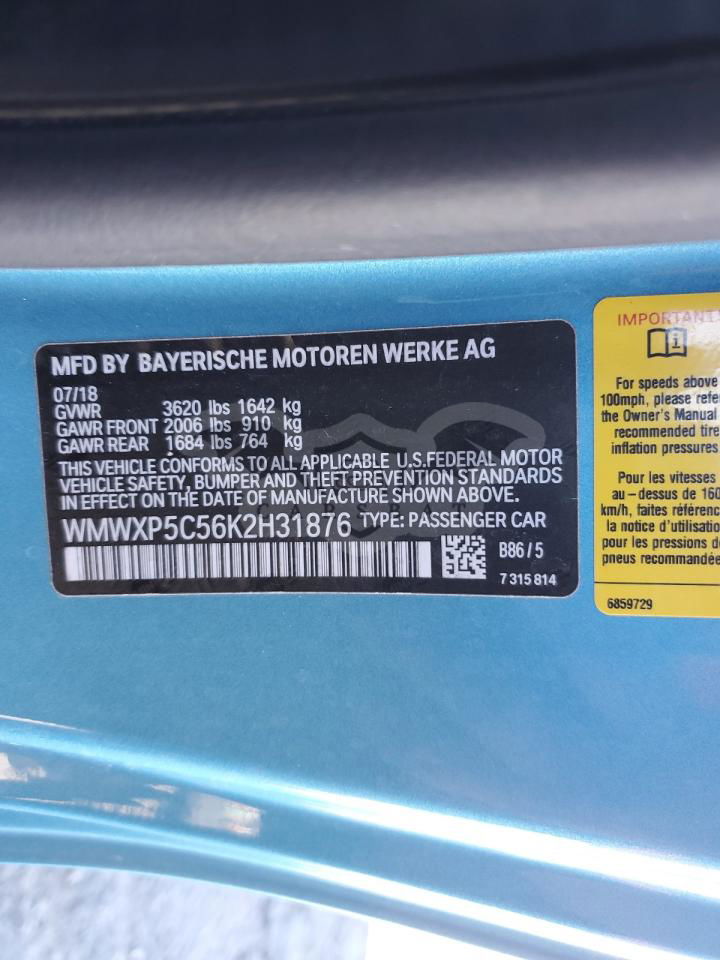 MFD BY BAYERISCHE MOTOREN WERKE AG
07/18
GVWR 3620 lbs 1642 kg
GAWR FRONT 2006 lbs 910 kg
GAWR REAR 1684 lbs 764 kg
THIS VEHICLE CONFORMS TO ALL APPLICABLE U.S.FEDERAL MOTOR
VEHICLE SAFETY, BUMPER AND THEFT PREVENTION STANDARDS
IN EFFECT ON THE DATE OF MANUFACTURE SHOWN ABOVE.
WMWXP5C56K2H31876 TYPE: PASSENGER CAR
B86/5
7 315 814
CARSBAR
IMPORTANT
For speeds above
100mph, please refe
the Owner's Manual
recommended tire
inflation pressures
Pour les vitesses
au – dessus de 160
km/h, faites référenc
la notice d'utilisatio
pour les pressions de
pneus recommandée
6859729